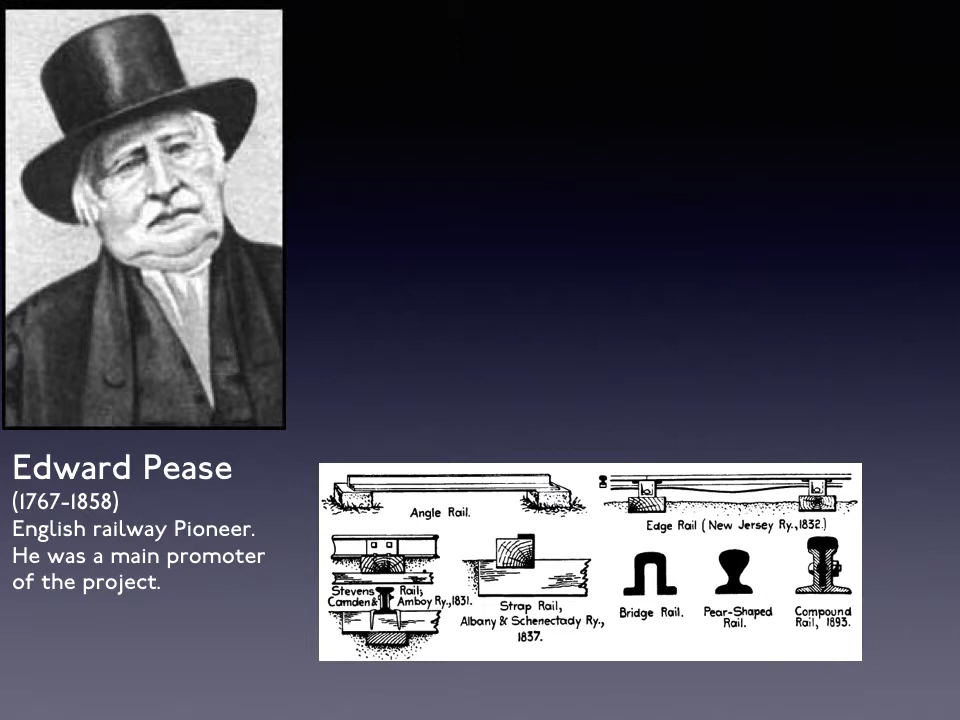 Edward Pease
(1767-1858)
English railway Pioneer.
He was a main promoter
of the project.
Angle Rail.
Edge Rail (New Jersey Ry.,1832.)
Stevens Rail;
Camden & Amboy Ry.,1831.
Strap Rail,
Albany & Schenectady Ry.,
1837.
Bridge Rail.
Pear-Shaped
Rail.
Compound
Rail, 1893.